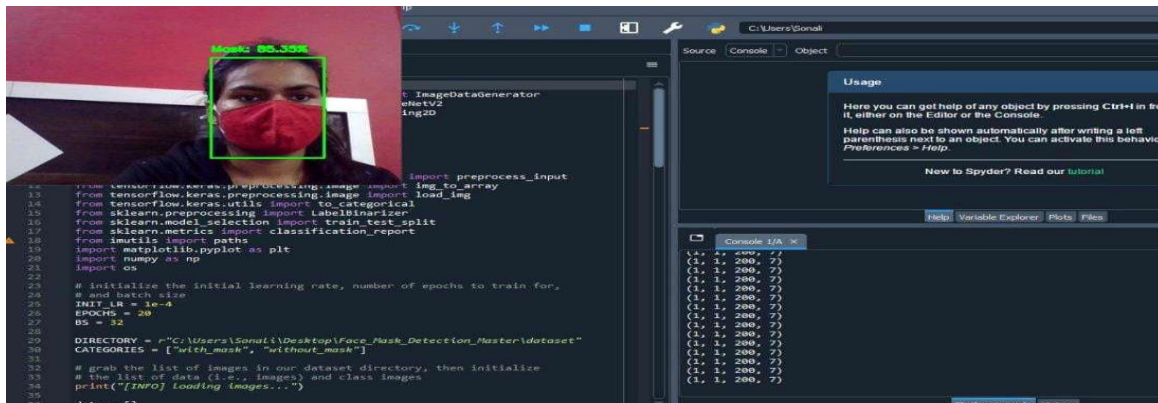 Mask: 85.35%
C:\Users\Sonali
Source Console Object
t ImageDataGenerator
eNetV2
ing2D
import preprocess_input
13 from tensorflow.keras.preprocessing.image import img_to_array
from tensorflow.keras.preprocessing.image import load_img
14 from tensorflow.keras.utils import to_categorical
15 from sklearn.preprocessing import LabelBinarizer
16 from sklearn.model_selection import train_test_split
17 from sklearn.metrics import classification_report
18 from imutils import paths
19 import matplotlib.pyplot as plt
20 import numpy as np
21 import os
22
23 # initialize the initial learning rate, number of epochs to train for,
24 # and batch size
25 INIT_LR = 1e-4
26 EPOCHS = 20
27 BS = 32
28
29 DIRECTORY = r"C:\Users\Sonali\Desktop\Face_Mask_Detection_Master\dataset"
30 CATEGORIES = ["with_mask", "without_mask"]
31
32 # grab the list of images in our dataset directory, then initialize
33 # the list of data (i.e., images) and class images
34 print("[INFO] loading images...")
35
Usage
Here you can get help of any object by pressing Ctrl+I in fr
it, either on the Editor or the Console.
Help can also be shown automatically after writing a left
parenthesis next to an object. You can activate this behavio
Preferences > Help.
New to Spyder? Read our tutorial
Help Variable Explorer Plots Files
Console 1/A ×
(1, 1, 200, 7)
(1, 1, 200, 7)
(1, 1, 200, 7)
(1, 1, 200, 7)
(1, 1, 200, 7)
(1, 1, 200, 7)
(1, 1, 200, 7)
(1, 1, 200, 7)
(1, 1, 200, 7)
(1, 1, 200, 7)
(1, 1, 200, 7)
(1, 1, 200, 7)
(1, 1, 200, 7)